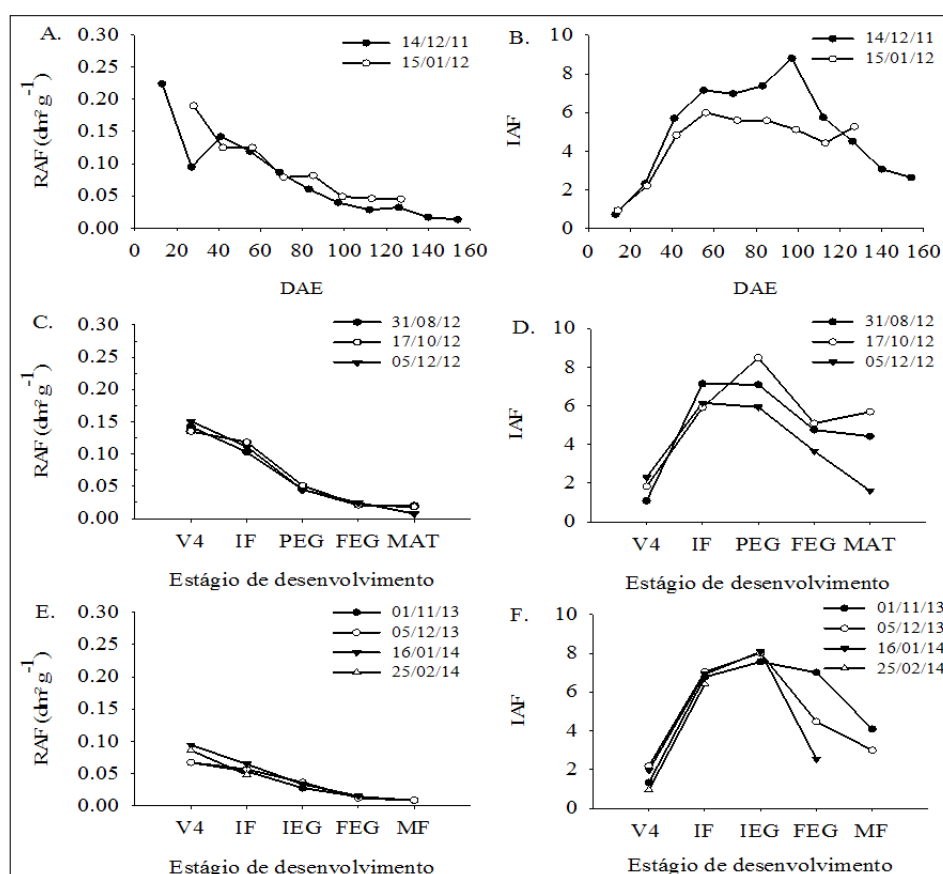 A.
14/12/11
15/01/12
RAF (dm² g⁻¹)
0.30
0.25
0.20
0.15
0.10
0.05
0.00
0 20 40 60 80 100 120 140 160
DAE
B.
14/12/11
15/01/12
IAF
10
8
6
4
2
0
0 20 40 60 80 100 120 140 160
DAE
C.
31/08/12
17/10/12
05/12/12
RAF (dm² g⁻¹)
0.30
0.25
0.20
0.15
0.10
0.05
0.00
V4 IF PEG FEG MAT
Estágio de desenvolvimento
D.
31/08/12
17/10/12
05/12/12
IAF
10
8
6
4
2
0
V4 IF PEG FEG MAT
Estágio de desenvolvimento
E.
01/11/13
05/12/13
16/01/14
25/02/14
RAF (dm² g⁻¹)
0.30
0.25
0.20
0.15
0.10
0.05
0.00
V4 IF IEG FEG MF
Estágio de desenvolvimento
F.
01/11/13
05/12/13
16/01/14
25/02/14
IAF
10
8
6
4
2
0
V4 IF IEG FEG MF
Estágio de desenvolvimento